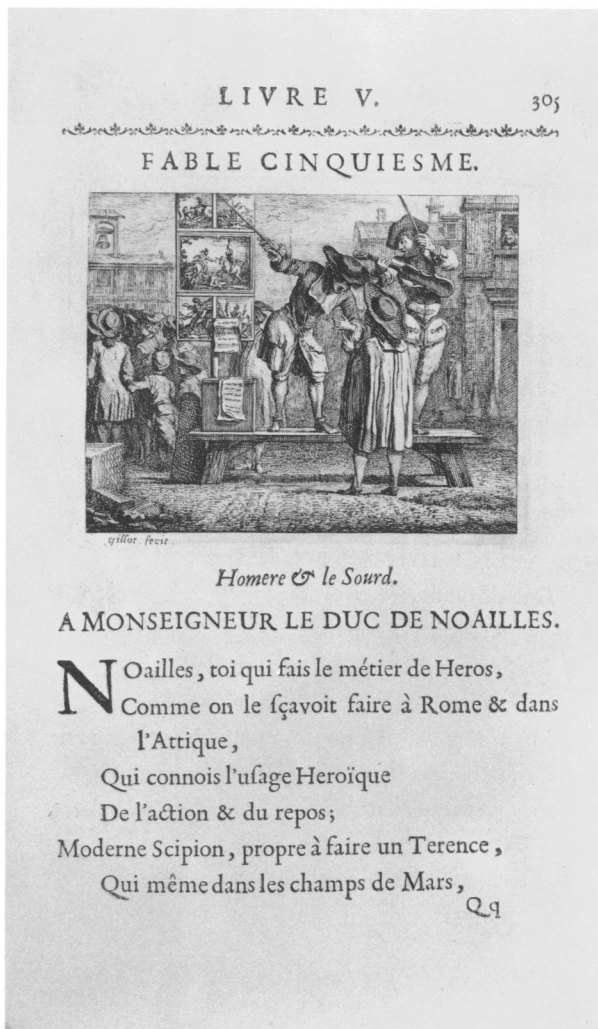 LIVRE V. 305
FABLE CINQUIESME.
gillot. fecit.
Homere & le Sourd.
A MONSEIGNEUR LE DUC DE NOAILLES.
NOailles, toi qui fais le métier de Heros,
Comme on le ſçavoit faire à Rome & dans
l'Attique,
Qui connois l'uſage Heroïque
De l'action & du repos;
Moderne Scipion, propre à faire un Terence,
Qui même dans les champs de Mars,
Qq